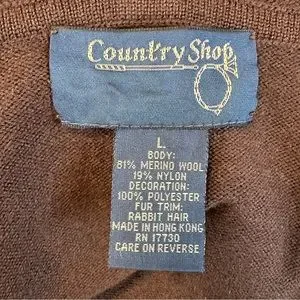 Country Shop
L
BODY:
81% MERINO WOOL
19% NYLON
DECORATION:
100% POLYESTER
FUR TRIM:
RABBIT HAIR
MADE IN HONG KONG
RN 17730
CARE ON REVERSE